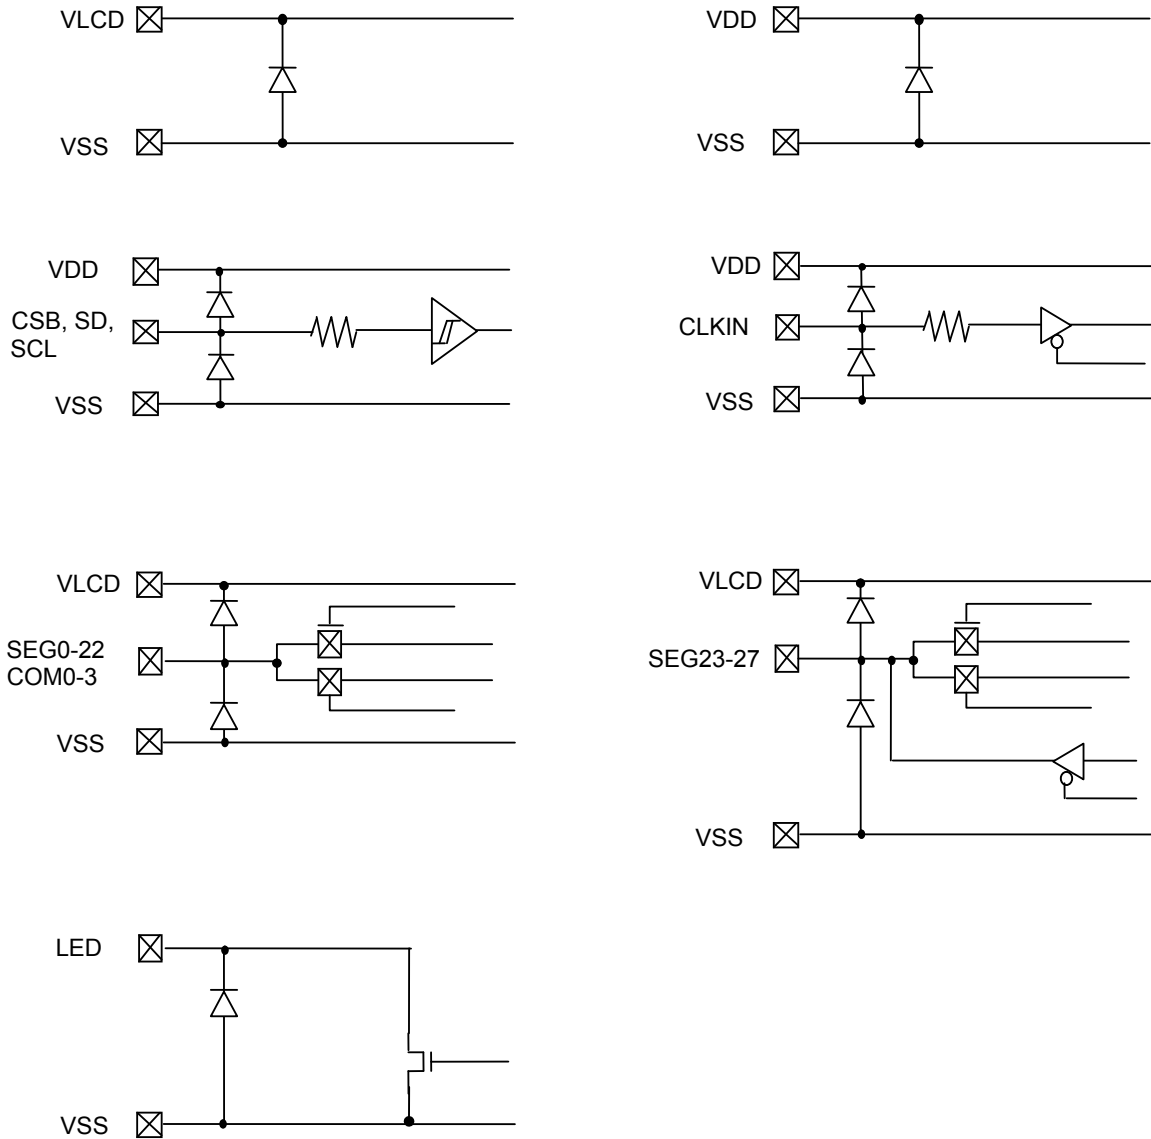 VLCD
VSS
VDD
VSS
VDD
CSB, SD,
SCL
VSS
VDD
CLKIN
VSS
VLCD
SEG0-22
COM0-3
VSS
VLCD
SEG23-27
VSS
LED
VSS